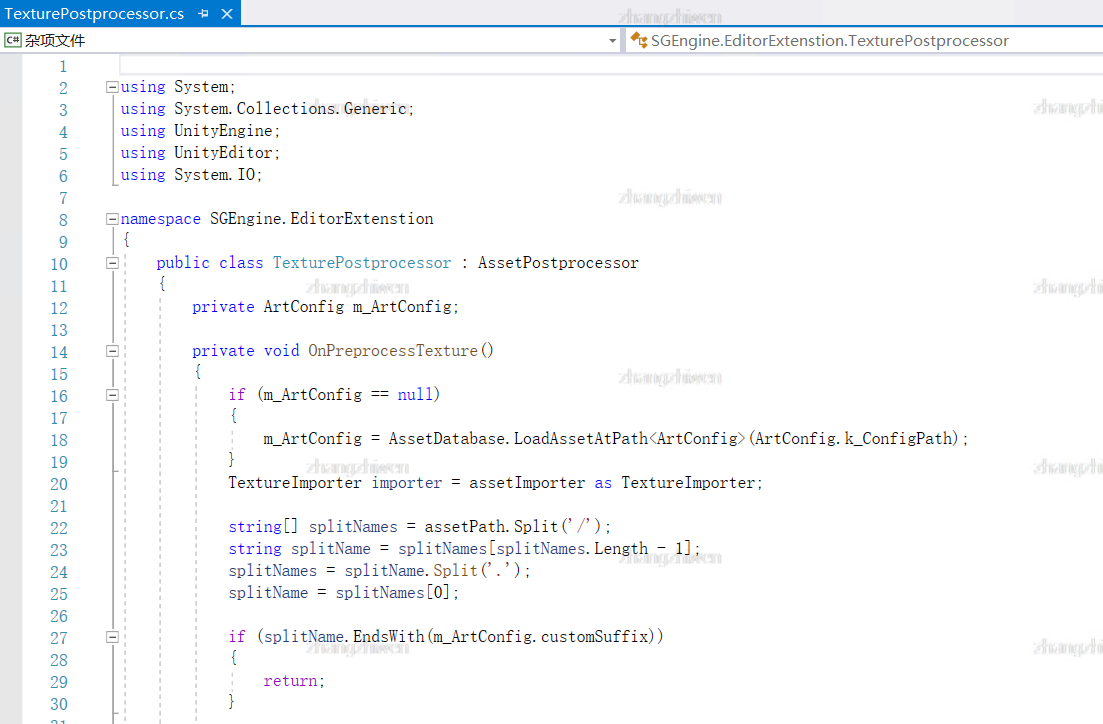 TexturePostprocessor.cs
zhangzhiwen
C# 杂项文件
SGEngine.EditorExtenstion.TexturePostprocessor
1
2 using System;
3 using System.Collections.Generic;
4 using UnityEngine;
5 using UnityEditor;
6 using System.IO;
7
8 namespace SGEngine.EditorExtenstion
9 {
10 public class TexturePostprocessor : AssetPostprocessor
11 {
12 private ArtConfig m_ArtConfig;
13
14 private void OnPreprocessTexture()
15 {
16 if (m_ArtConfig == null)
17 {
18 m_ArtConfig = AssetDatabase.LoadAssetAtPath<ArtConfig>(ArtConfig.k_ConfigPath);
19 }
20 TextureImporter importer = assetImporter as TextureImporter;
21
22 string[] splitNames = assetPath.Split('/');
23 string splitName = splitNames[splitNames.Length - 1];
24 splitNames = splitName.Split('.');
25 splitName = splitNames[0];
26
27 if (splitName.EndsWith(m_ArtConfig.customSuffix))
28 {
29 return;
30 }